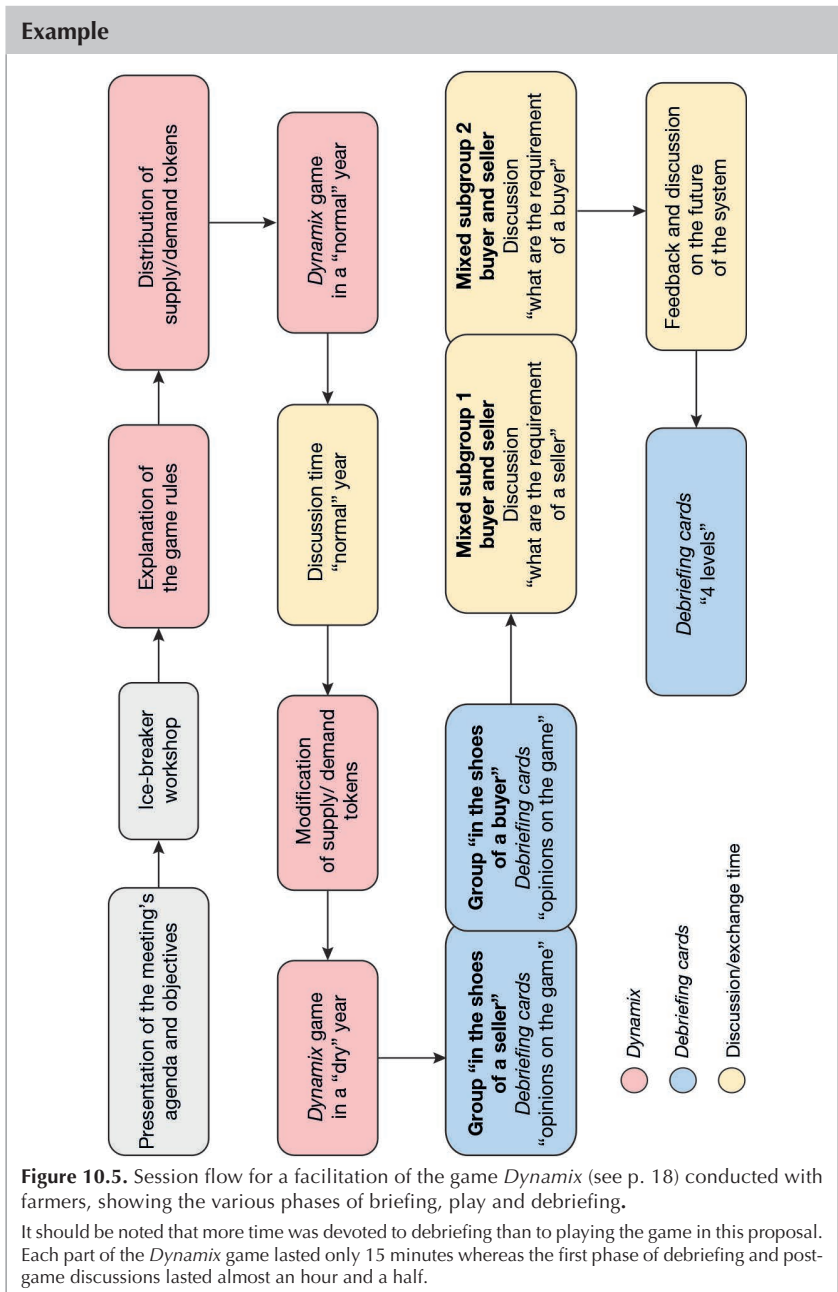 Example
Presentation of the meeting's
agenda and objectives
Ice-breaker
workshop
Explanation of
the game rules
Distribution of
supply/demand tokens
Dynamix game
in a "normal" year
Discussion time
"normal" year
Modification
of supply/ demand
tokens
Dynamix game
in a "dry" year
Group "in the shoes
of a seller"
Debriefing cards
"opinions on the game"
Group "in the shoes
of a buyer"
Debriefing cards
"opinions on the game"
Mixed subgroup 1
buyer and seller
Discussion
"what are the requirement
of a seller"
Mixed subgroup 2
buyer and seller
Discussion
"what are the requirement
of a buyer"
Feedback and discussion
on the future
of the system
Debriefing cards
"4 levels"
Dynamix
Debriefing cards
Discussion/exchange time
Figure 10.5. Session flow for a facilitation of the game Dynamix (see p. 18) conducted with
farmers, showing the various phases of briefing, play and debriefing.
It should be noted that more time was devoted to debriefing than to playing the game in this proposal.
Each part of the Dynamix game lasted only 15 minutes whereas the first phase of debriefing and post-
game discussions lasted almost an hour and a half.